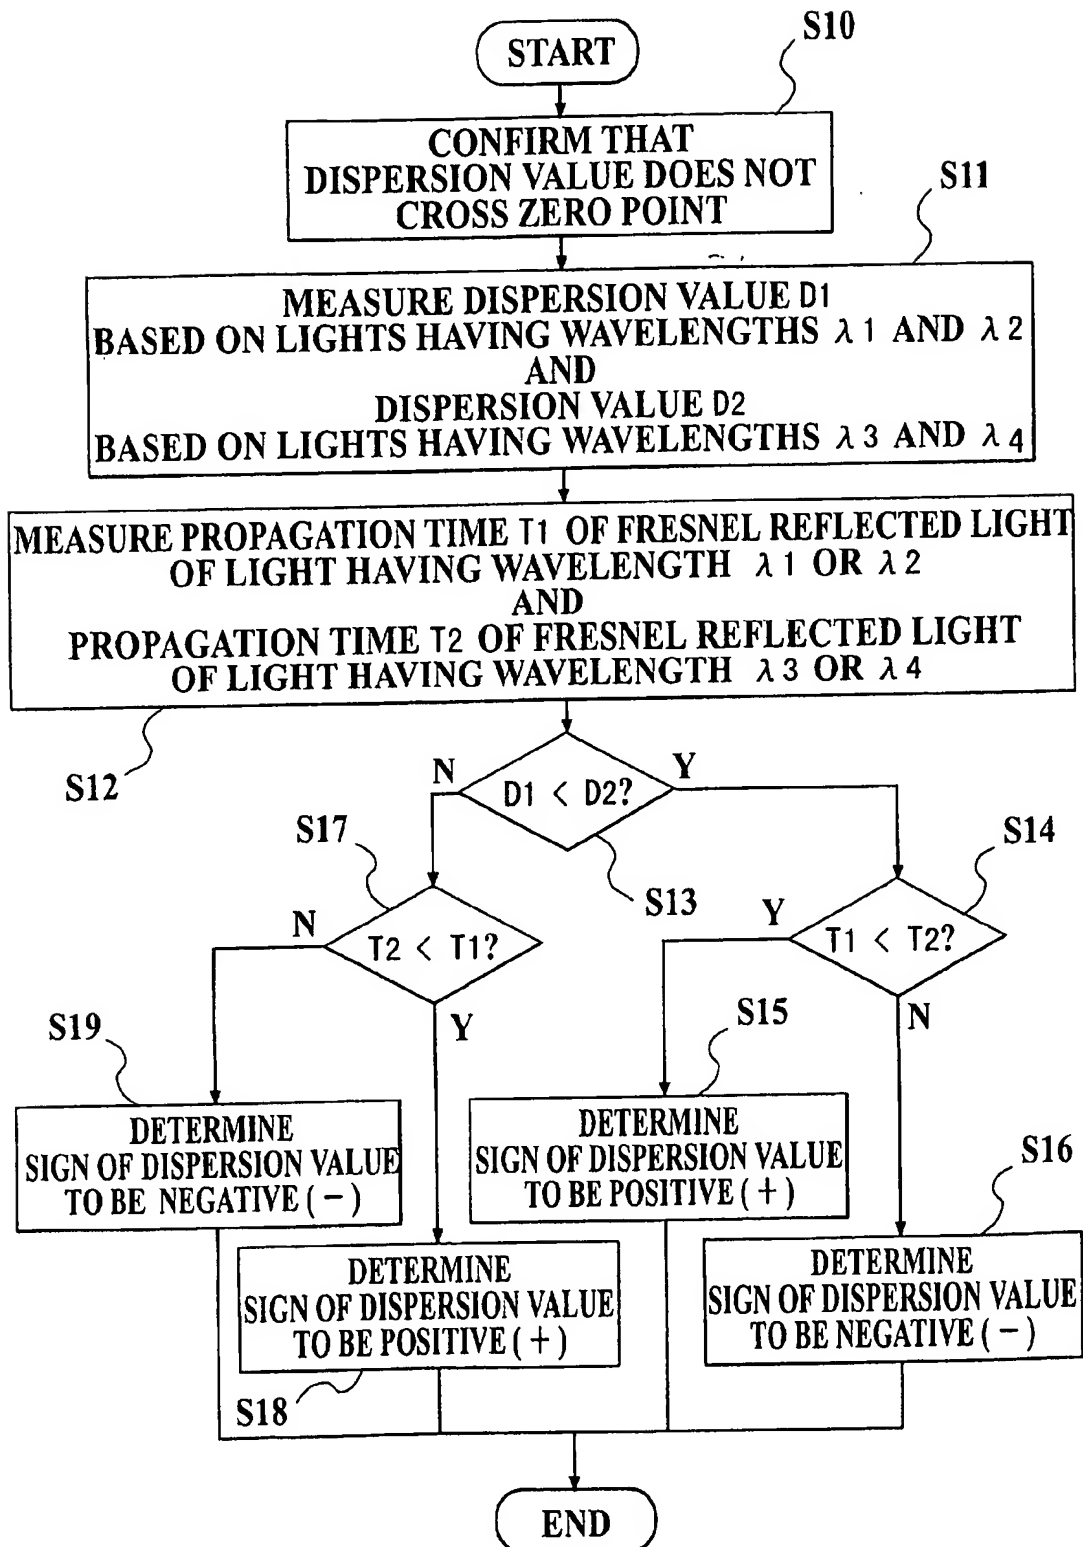 S10
START
CONFIRM THAT
DISPERSION VALUE DOES NOT
CROSS ZERO POINT
S11
MEASURE DISPERSION VALUE D1
BASED ON LIGHTS HAVING WAVELENGTHS λ1 AND λ2
AND
DISPERSION VALUE D2
BASED ON LIGHTS HAVING WAVELENGTHS λ3 AND λ4
MEASURE PROPAGATION TIME T1 OF FRESNEL REFLECTED LIGHT
OF LIGHT HAVING WAVELENGTH λ1 OR λ2
AND
PROPAGATION TIME T2 OF FRESNEL REFLECTED LIGHT
OF LIGHT HAVING WAVELENGTH λ3 OR λ4
S12
N
D1 < D2?
Y
S13
S17
N
T2 < T1?
Y
S14
Y
T1 < T2?
N
S19
DETERMINE
SIGN OF DISPERSION VALUE
TO BE NEGATIVE (-)
S15
DETERMINE
SIGN OF DISPERSION VALUE
TO BE POSITIVE (+)
S16
DETERMINE
SIGN OF DISPERSION VALUE
TO BE POSITIVE (+)
S18
DETERMINE
SIGN OF DISPERSION VALUE
TO BE NEGATIVE (-)
END